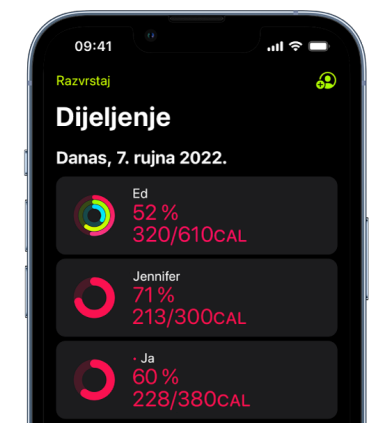 09:41
Razvrstaj
Dijeljenje
Danas, 7. rujna 2022.
Ed
52 %
320/610CAL
Jennifer
71 %
213/300CAL
· Ja
60 %
228/380CAL